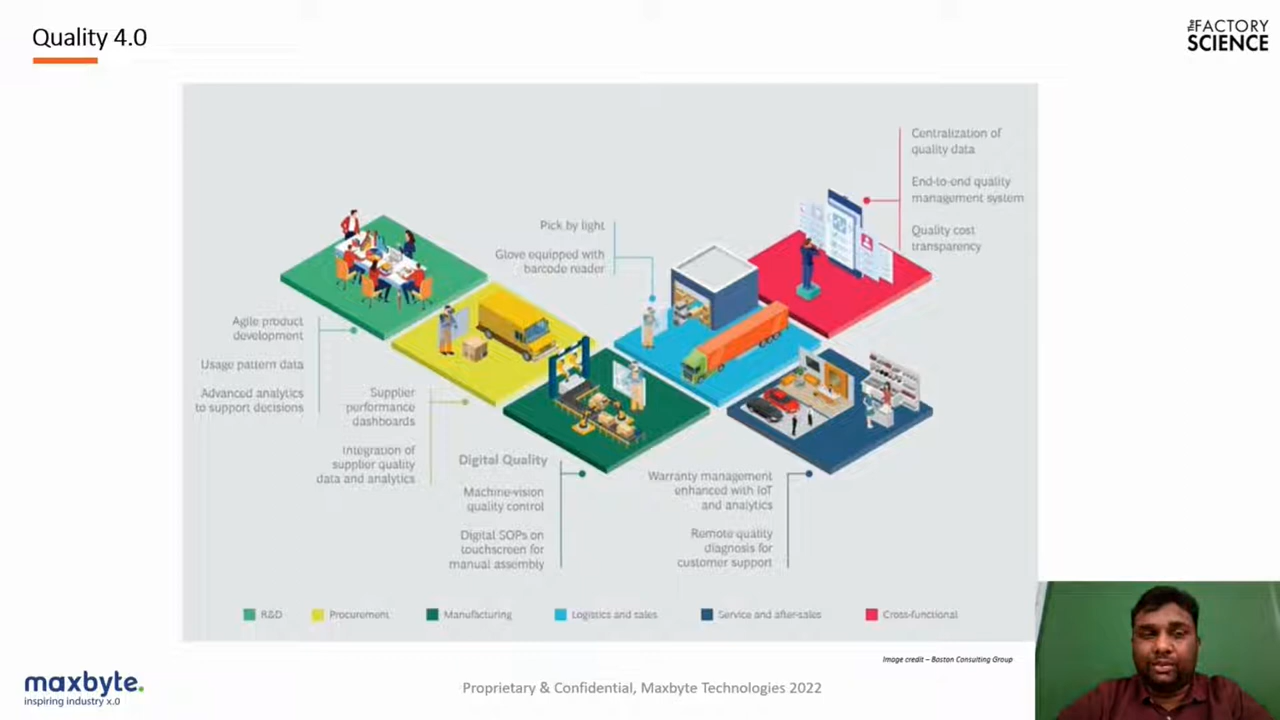 Quality 4.0
the FACTORY
SCIENCE
Centralization of
quality data
End-to-end quality
management system
Quality cost
transparency
Pick by light
Glove equipped with
barcode reader
Agile product
development
Usage pattern data
Advanced analytics
to support decisions
Supplier
performance
dashboards
Integration of
supplier quality
data and analytics
Digital Quality
Machine-vision
quality control
Digital SOPs on
touchscreen for
manual assembly
Warranty management
enhanced with IoT
and analytics
Remote quality
diagnosis for
customer support
R&D
Procurement
Manufacturing
Logistics and sales
Service and after-sales
Cross-functional
Image credit – Boston Consulting Group
maxbyte.
inspiring industry x.0
Proprietary & Confidential, Maxbyte Technologies 2022